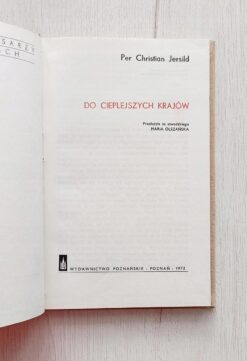 Per Christian Jersild
DO CIEPLEJSZYCH KRAJÓW
Przełożyła ze szwedzkiego
MARIA OLSZAŃSKA
WYDAWNICTWO POZNAŃSKIE · POZNAŃ · 1972